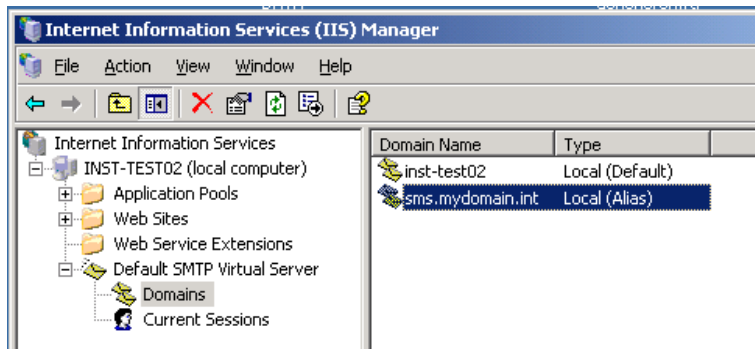 Internet Information Services (IIS) Manager
File Action View Window Help
Internet Information Services
INST-TEST02 (local computer)
Application Pools
Web Sites
Web Service Extensions
Default SMTP Virtual Server
Domains
Current Sessions
Domain Name Type
inst-test02 Local (Default)
sms.mydomain.int Local (Alias)